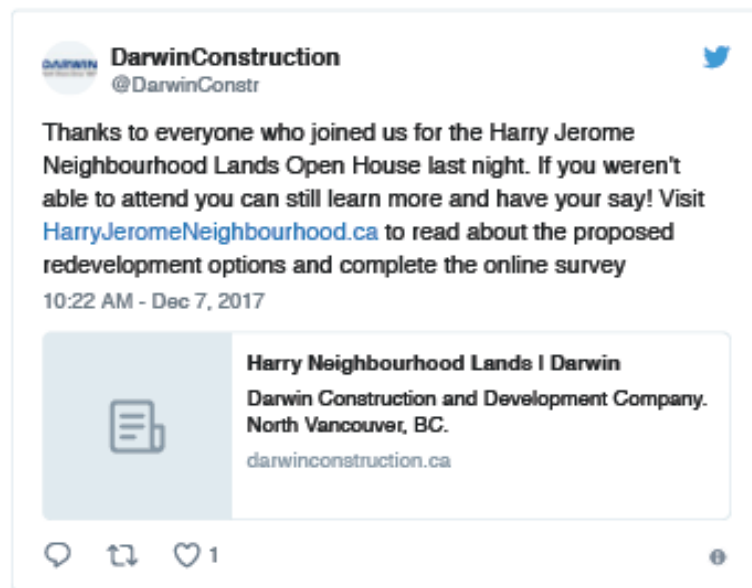 DARWIN
DarwinConstruction
@DarwinConstr
Thanks to everyone who joined us for the Harry Jerome
Neighbourhood Lands Open House last night. If you weren't
able to attend you can still learn more and have your say! Visit
HarryJeromeNeighbourhood.ca to read about the proposed
redevelopment options and complete the online survey
10:22 AM - Dec 7, 2017
Harry Neighbourhood Lands | Darwin
Darwin Construction and Development Company.
North Vancouver, BC.
darwinconstruction.ca
1